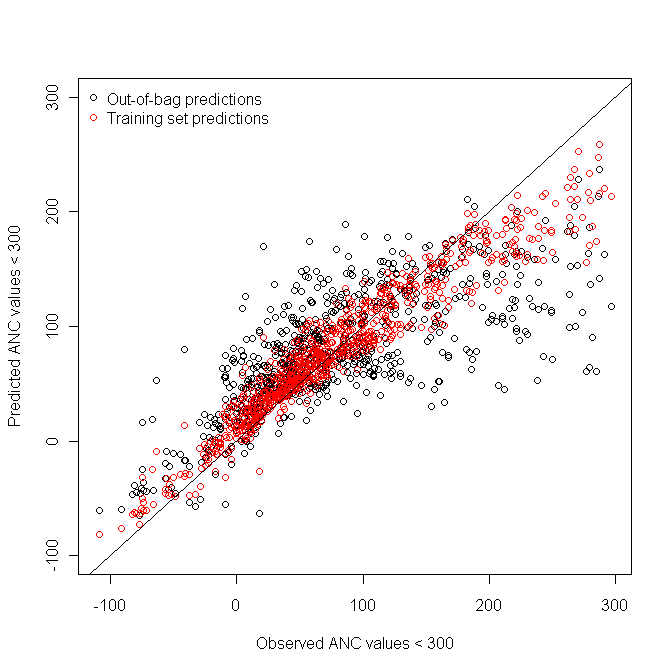 Out-of-bag predictions
Training set predictions
300
200
100
0
-100
Predicted ANC values < 300
-100 0 100 200 300
Observed ANC values < 300